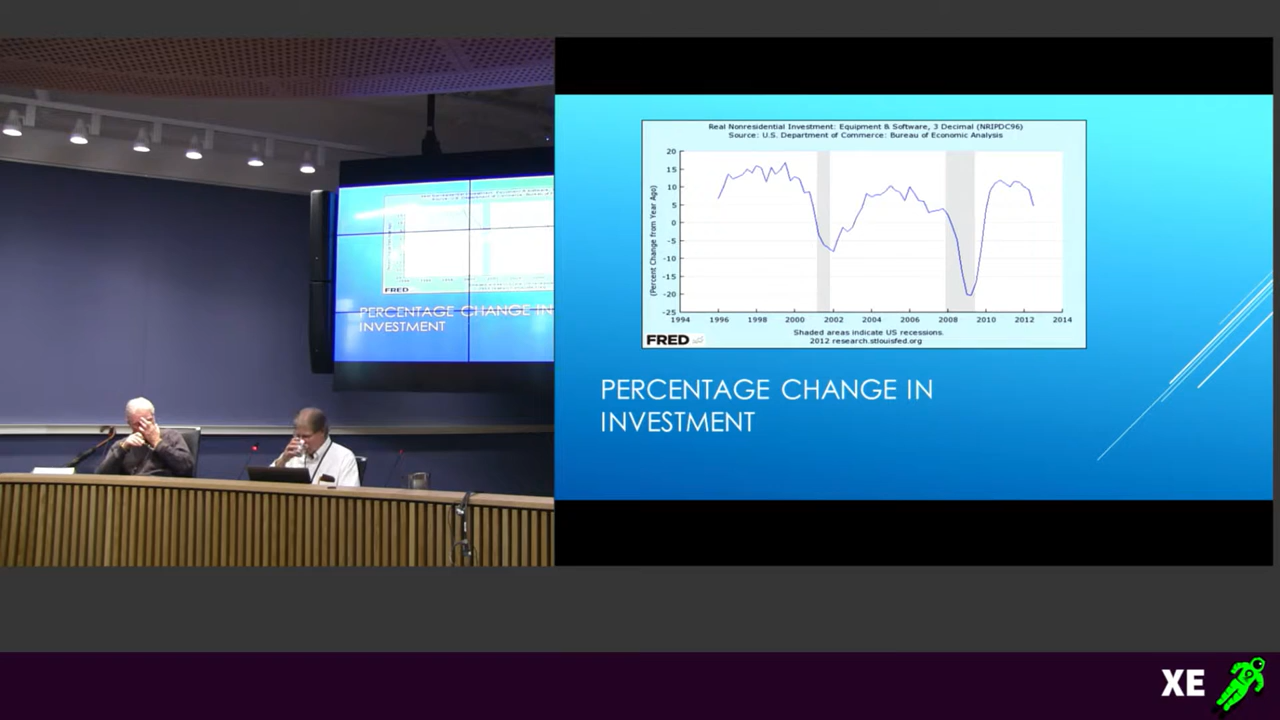 PERCENTAGE CHANGE IN
INVESTMENT
FRED
Real Nonresidential Investment: Equipment & Software, 3 Decimal (NRIPDC96)
Source: U.S. Department of Commerce: Bureau of Economic Analysis
(Percent Change from Year Ago)
20
15
10
5
0
-5
-10
-15
-20
-25
1994 1996 1998 2000 2002 2004 2006 2008 2010 2012 2014
Shaded areas indicate US recessions.
2012 research.stlouisfed.org
FRED
PERCENTAGE CHANGE IN
INVESTMENT
XE